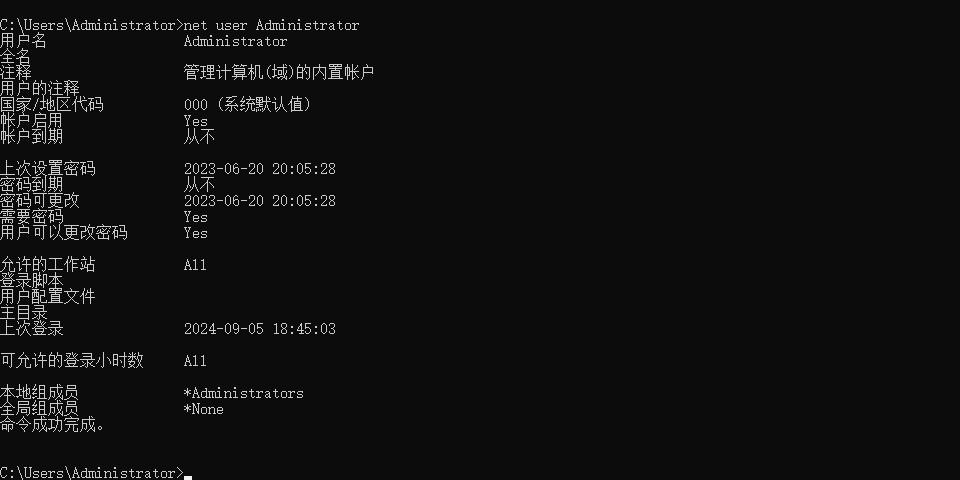 C:\Users\Administrator>net user Administrator
用户名 Administrator
全名
注释 管理计算机(域)的内置帐户
用户的注释
国家/地区代码 000 (系统默认值)
帐户启用 Yes
帐户到期 从不
上次设置密码 2023-06-20 20:05:28
密码到期 从不
密码可更改 2023-06-20 20:05:28
需要密码 Yes
用户可以更改密码 Yes
允许的工作站 All
登录脚本
用户配置文件
主目录
上次登录 2024-09-05 18:45:03
可允许的登录小时数 All
本地组成员 *Administrators
全局组成员 *None
命令成功完成。
C:\Users\Administrator>